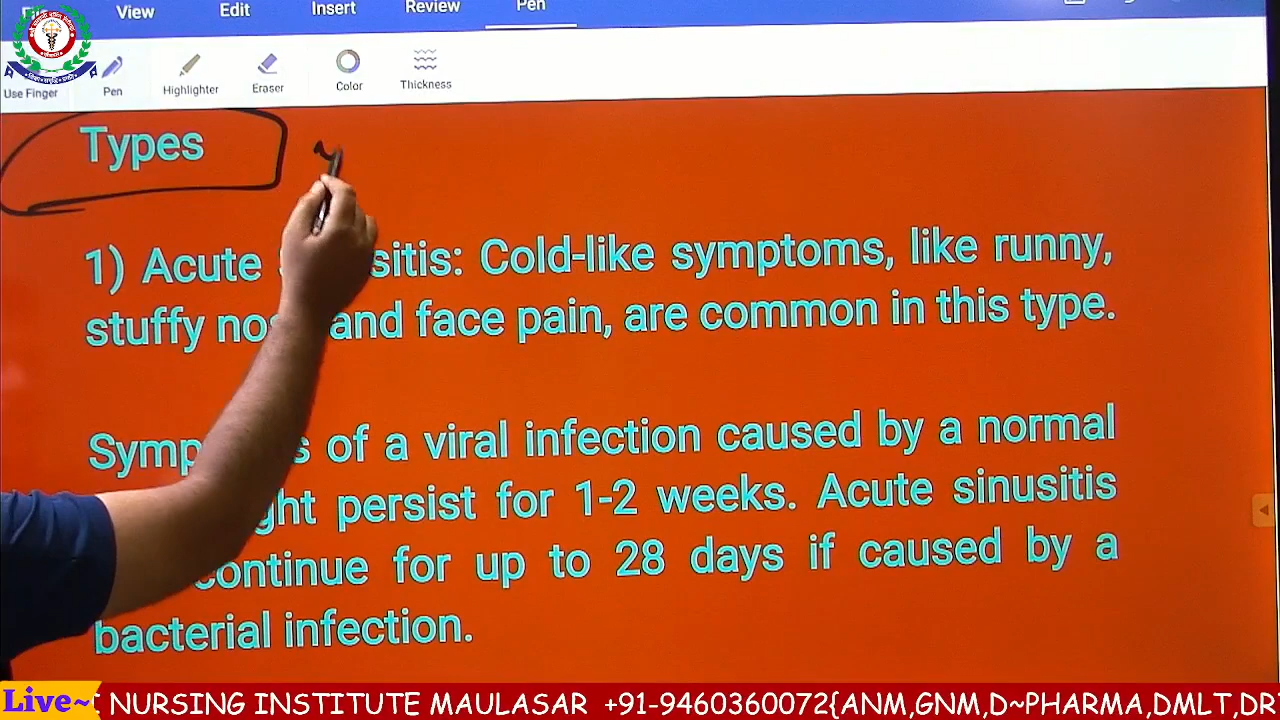 View Edit Insert Review Pen
Use Finger Pen Highlighter Eraser Color Thickness
Types
1) Acute sitis: Cold-like symptoms, like runny,
stuffy and face pain, are common in this type.
of a viral infection caused by a normal
persist for 1-2 weeks. Acute sinusitis
continue for up to 28 days if caused by a
bacterial infection.
Live~ NURSING INSTITUTE MAULASAR +91-9460360072{ANM,GNM,D~PHARMA,DMLT,DR